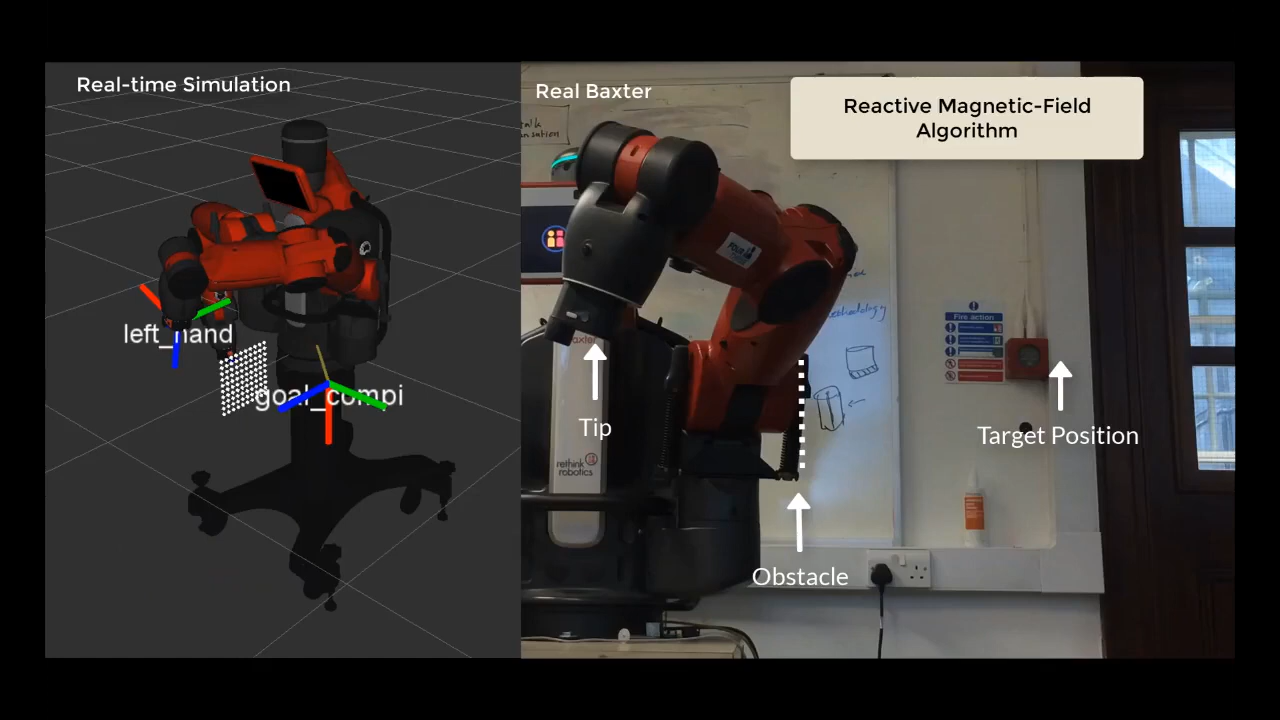 Real-time Simulation
Real Baxter
Reactive Magnetic-Field
Algorithm
left_hand
goal_compi
Tip
Obstacle
Target Position
Fire action
rethink
robotics